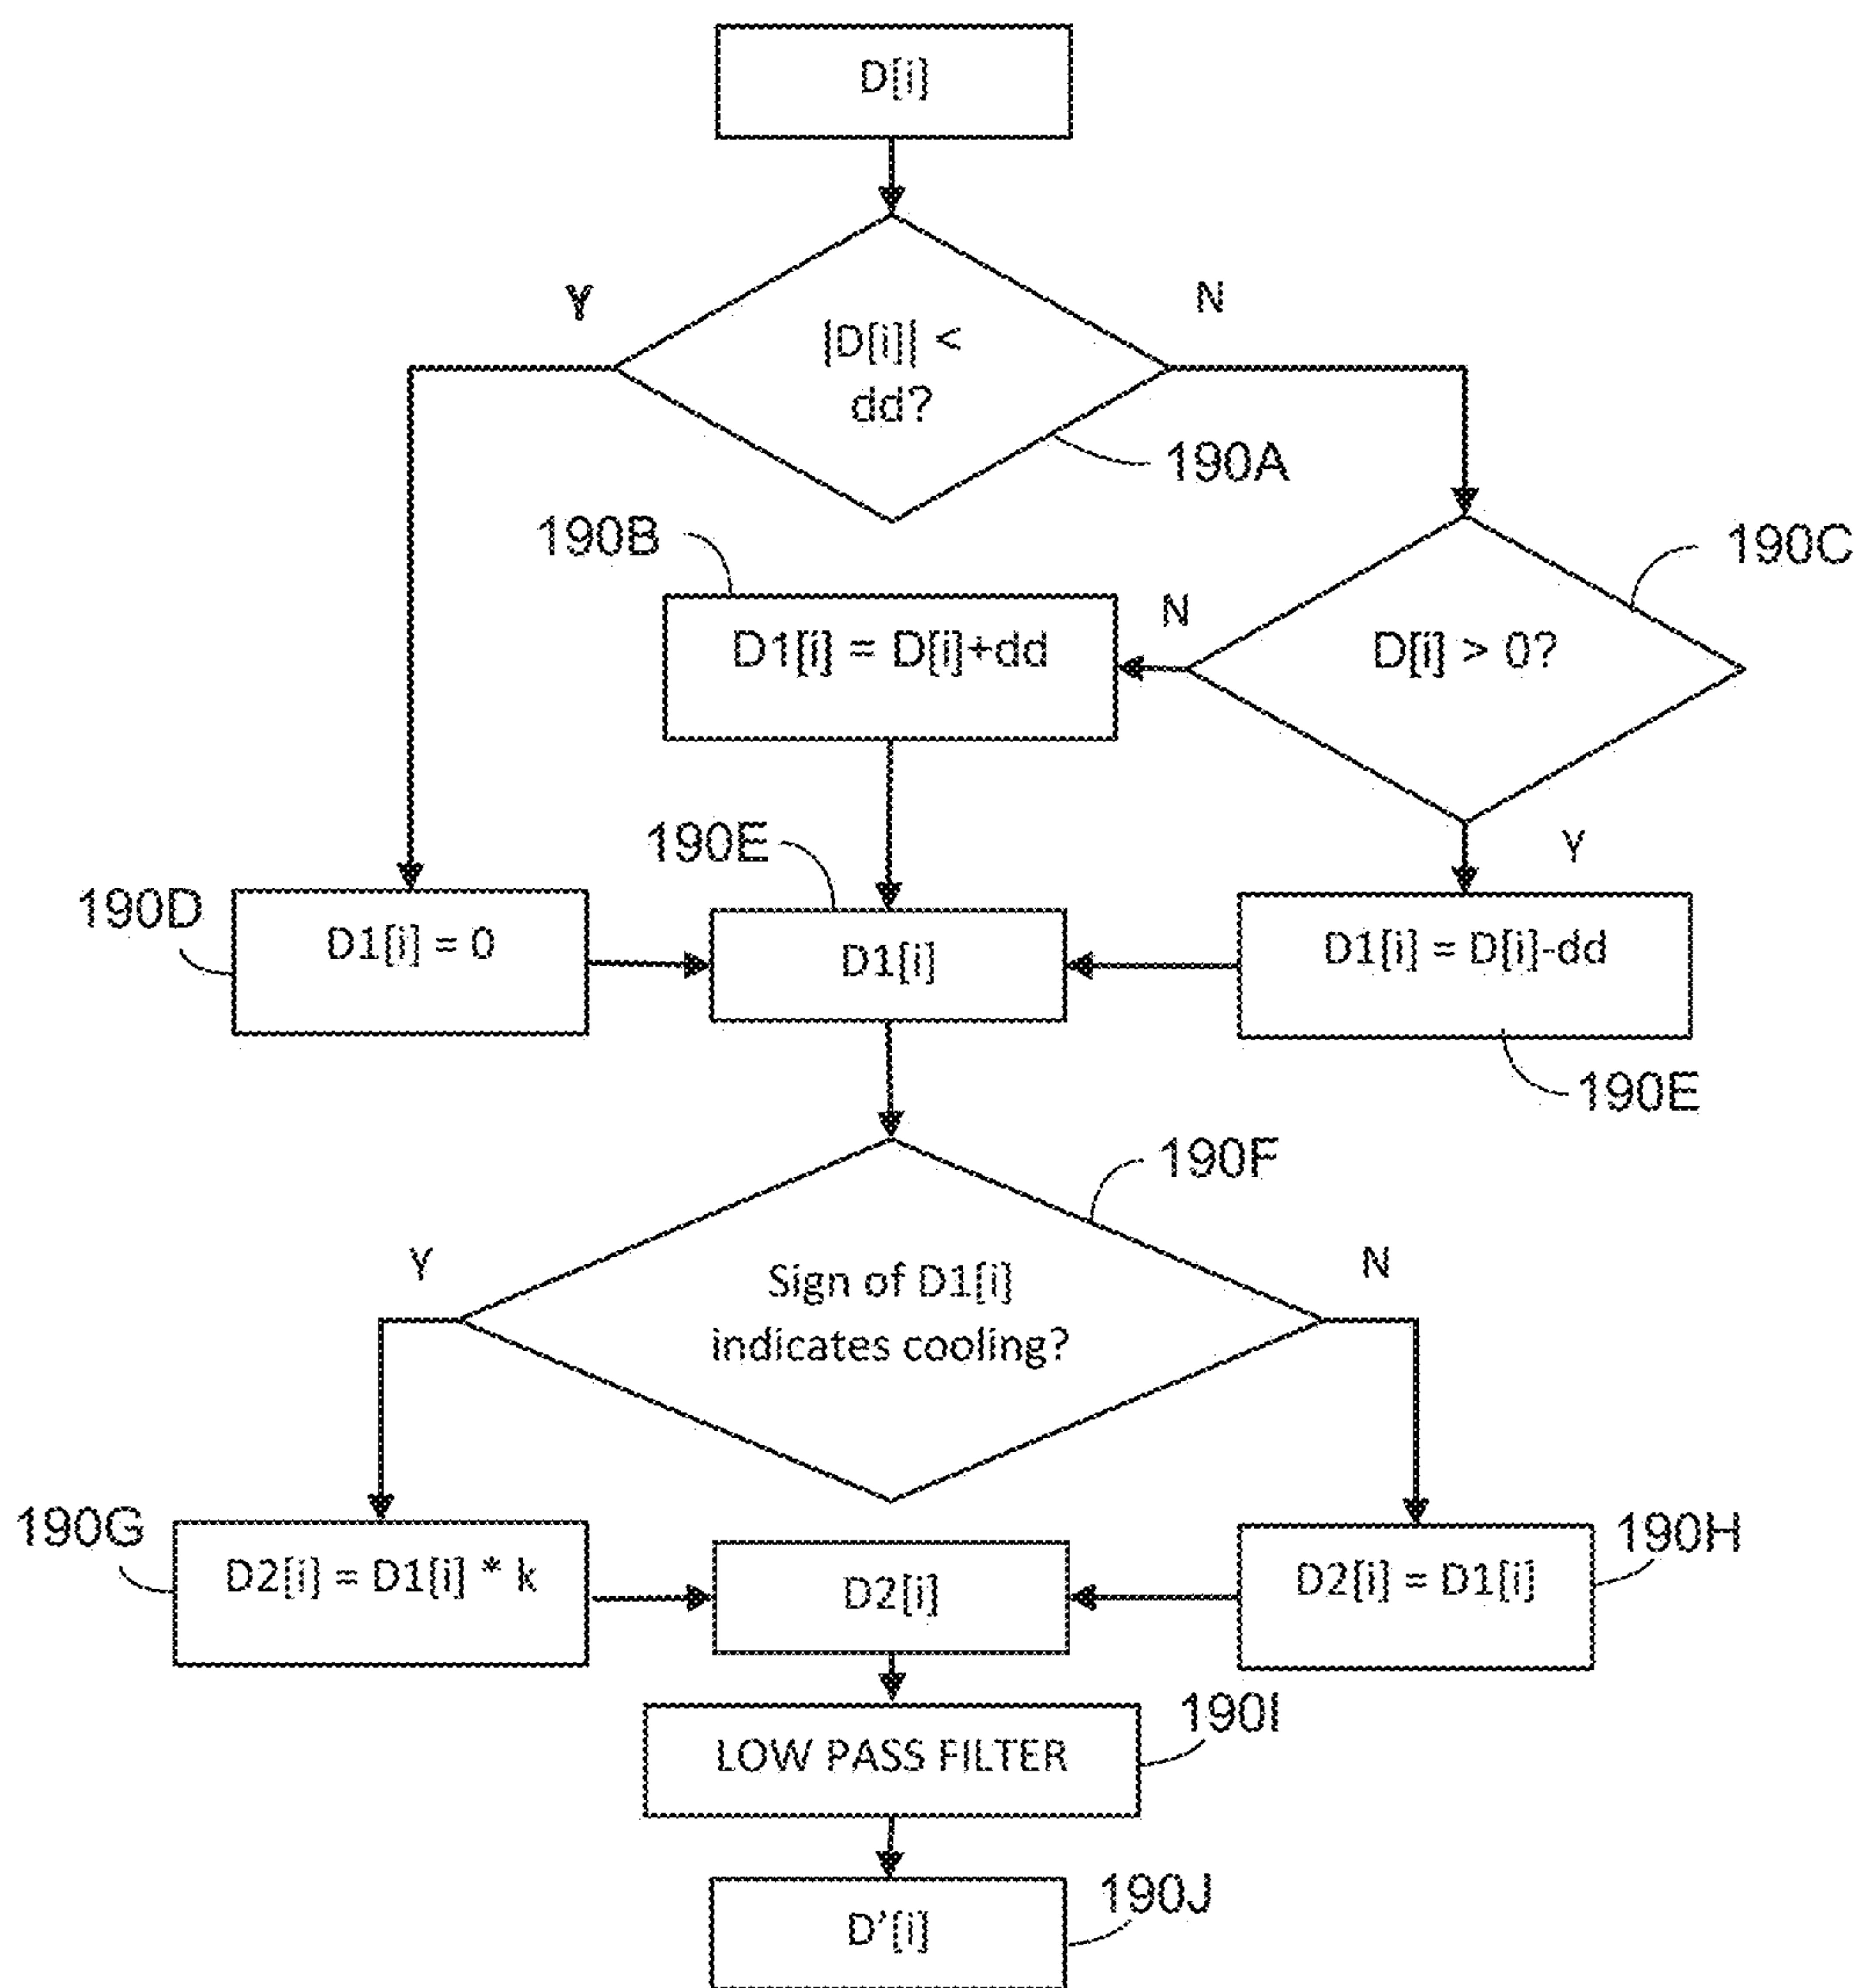 D[i]
Y
N
|D[i]| <
dd?
190A
190B
190C
N
D1[i] = D[i]+dd
D[i] > 0?
190E
Y
190D
D1[i] = 0
D1[i]
D1[i] = D[i]-dd
190E
190F
Y
N
Sign of D1[i]
indicates cooling?
190G
190H
D2[i] = D1[i] * k
D2[i]
D2[i] = D1[i]
190I
LOW PASS FILTER
190J
D'[i]